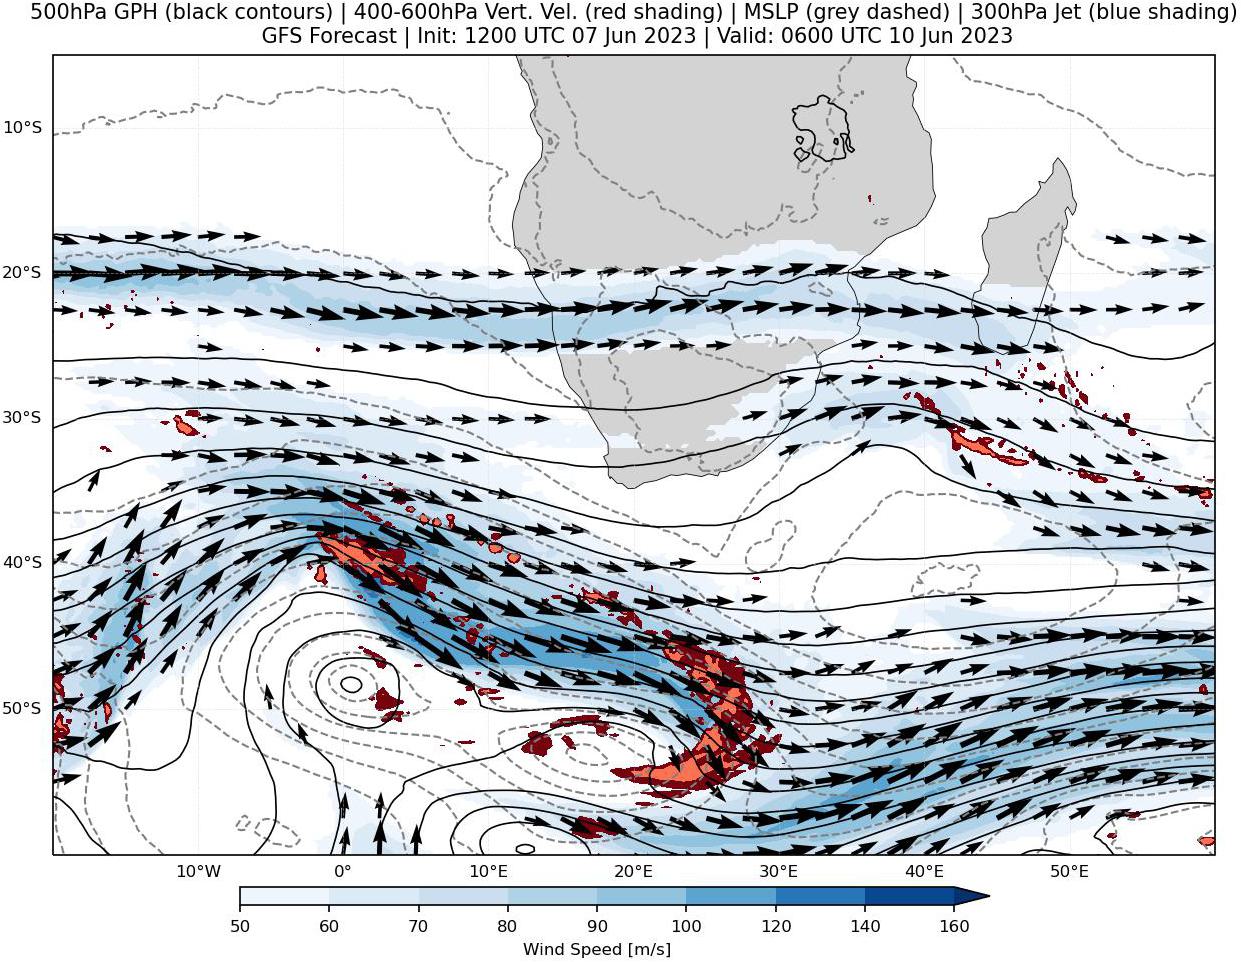 500hPa GPH (black contours) | 400-600hPa Vert. Vel. (red shading) | MSLP (grey dashed) | 300hPa Jet (blue shading)
GFS Forecast | Init: 1200 UTC 07 Jun 2023 | Valid: 0600 UTC 10 Jun 2023
10°S
20°S
30°S
40°S
50°S
10°W 0° 10°E 20°E 30°E 40°E 50°E
50 60 70 80 90 100 120 140 160
Wind Speed [m/s]